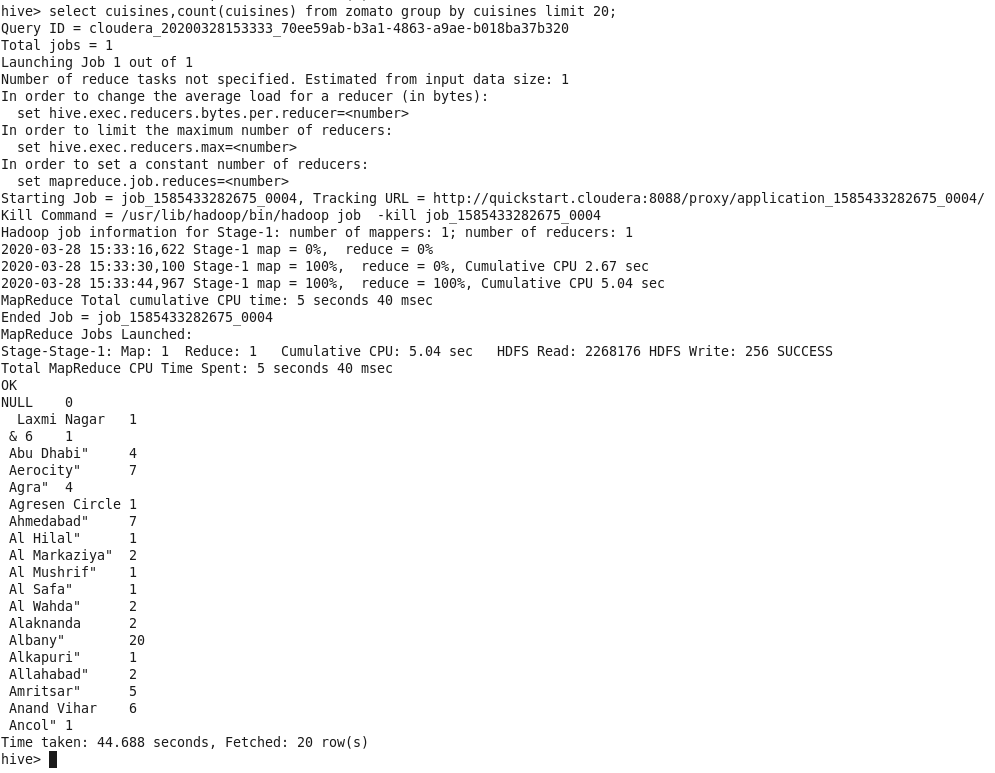 hive> select cuisines,count(cuisines) from zomato group by cuisines limit 20;
Query ID = cloudera_20200328153333_70ee59ab-b3a1-4863-a9ae-b018ba37b320
Total jobs = 1
Launching Job 1 out of 1
Number of reduce tasks not specified. Estimated from input data size: 1
In order to change the average load for a reducer (in bytes):
  set hive.exec.reducers.bytes.per.reducer=<number>
In order to limit the maximum number of reducers:
  set hive.exec.reducers.max=<number>
In order to set a constant number of reducers:
  set mapreduce.job.reduces=<number>
Starting Job = job_1585433282675_0004, Tracking URL = http://quickstart.cloudera:8088/proxy/application_1585433282675_0004/
Kill Command = /usr/lib/hadoop/bin/hadoop job  -kill job_1585433282675_0004
Hadoop job information for Stage-1: number of mappers: 1; number of reducers: 1
2020-03-28 15:33:16,622 Stage-1 map = 0%,  reduce = 0%
2020-03-28 15:33:30,100 Stage-1 map = 100%,  reduce = 0%, Cumulative CPU 2.67 sec
2020-03-28 15:33:44,967 Stage-1 map = 100%,  reduce = 100%, Cumulative CPU 5.04 sec
MapReduce Total cumulative CPU time: 5 seconds 40 msec
Ended Job = job_1585433282675_0004
MapReduce Jobs Launched:
Stage-Stage-1: Map: 1  Reduce: 1   Cumulative CPU: 5.04 sec   HDFS Read: 2268176 HDFS Write: 256 SUCCESS
Total MapReduce CPU Time Spent: 5 seconds 40 msec
OK
NULL    0
  Laxmi Nagar   1
 & 6    1
 Abu Dhabi"     4
 Aerocity"      7
 Agra"  4
 Agresen Circle 1
 Ahmedabad"     7
 Al Hilal"      1
 Al Markaziya"  2
 Al Mushrif"    1
 Al Safa"       1
 Al Wahda"      2
 Alaknanda      2
 Albany"        20
 Alkapuri"      1
 Allahabad"     2
 Amritsar"      5
 Anand Vihar    6
 Ancol" 1
Time taken: 44.688 seconds, Fetched: 20 row(s)
hive>